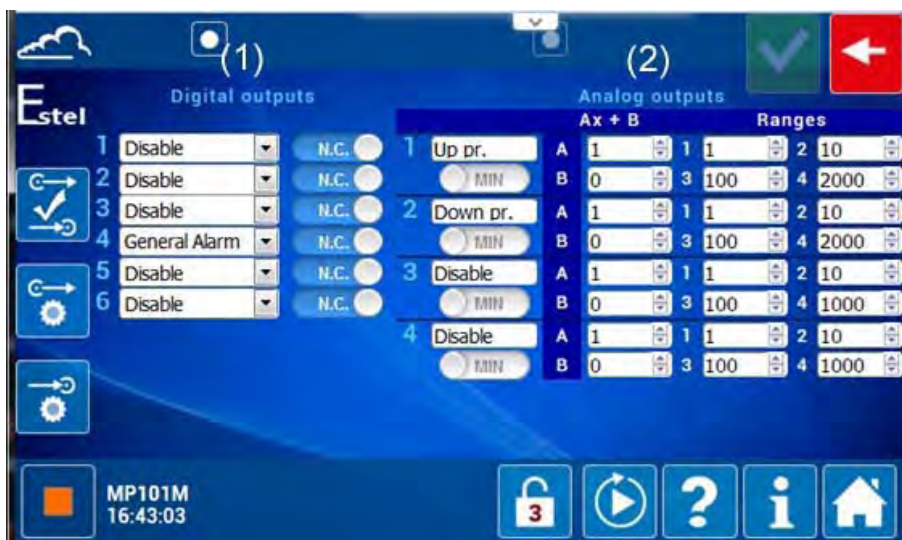 (1) (2)
Digital outputs Analog outputs
Estel
Ax + B Ranges
1 Disable N.C. 1 Up pr. A 1 1 1 2 10
2 Disable N.C. MIN B 0 3 100 4 2000
3 Disable N.C. 2 Down pr. A 1 1 1 2 10
4 General Alarm N.C. MIN B 0 3 100 4 2000
5 Disable N.C. 3 Disable A 1 1 1 2 10
6 Disable N.C. MIN B 0 3 100 4 1000
4 Disable A 1 1 1 2 10
MIN B 0 3 100 4 1000
MP101M
16:43:03
3 ? i